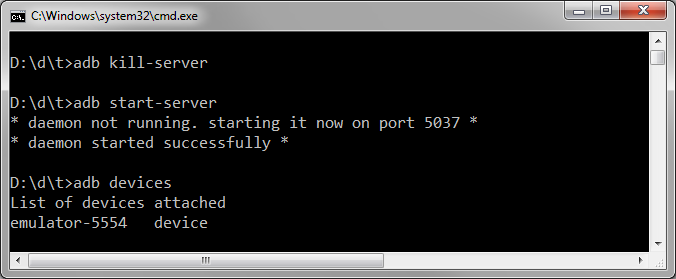 C:\Windows\system32\cmd.exe
D:\d\t>adb kill-server
D:\d\t>adb start-server
* daemon not running. starting it now on port 5037 *
* daemon started successfully *
D:\d\t>adb devices
List of devices attached
emulator-5554   device